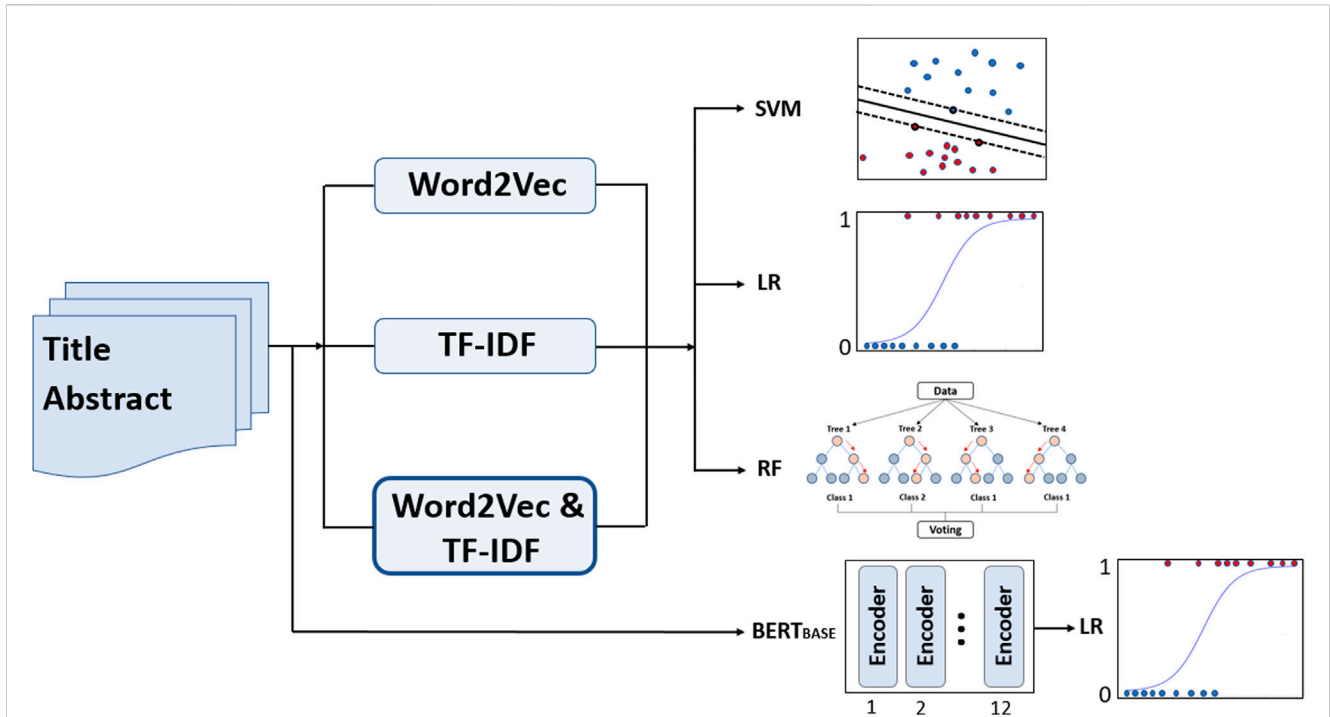 Title
Abstract
Word2Vec
TF-IDF
Word2Vec &
TF-IDF
SVM
LR
1
0
RF
Data
Tree 1 Tree 2 Tree 3 Tree 4
Class 1 Class 2 Class 1 Class 1
Voting
BERTBASE
Encoder
Encoder
...
Encoder
1 2 12
LR
1
0